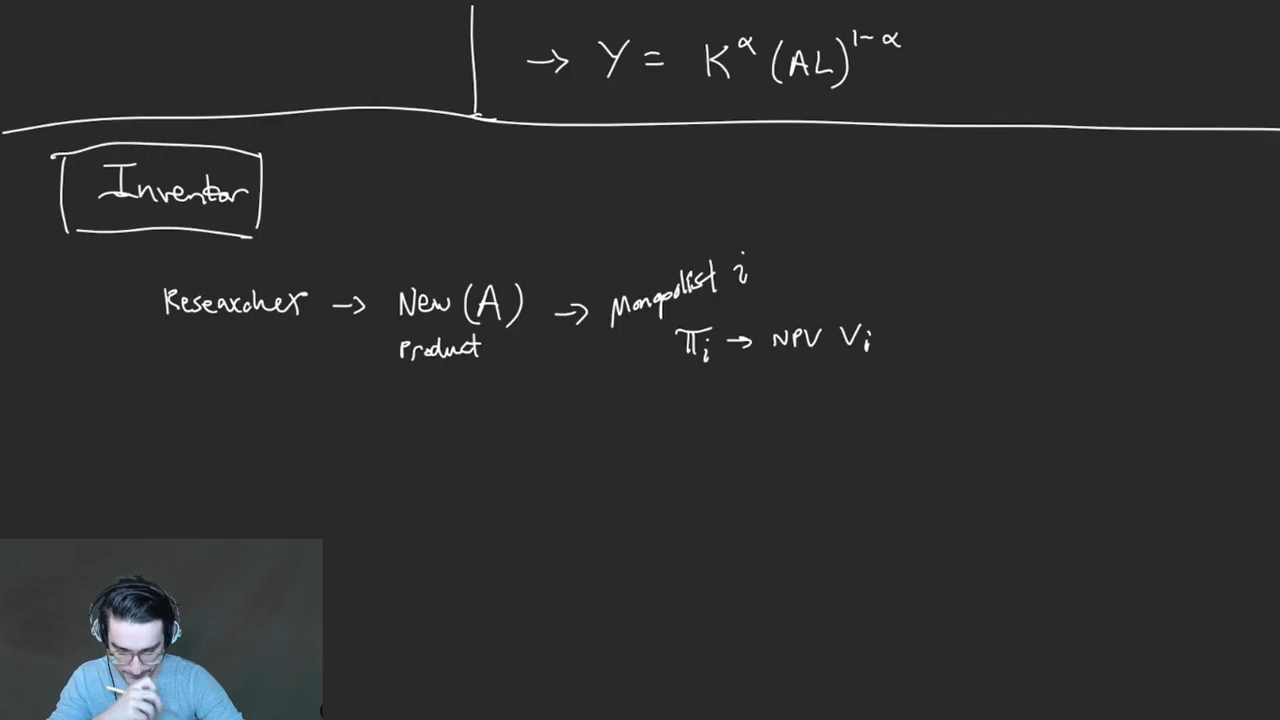 → Y = K^α (AL)^{1-α}
Inventor
Researcher → New (A) → Monopolist i
Product
π_i → NPV V_i